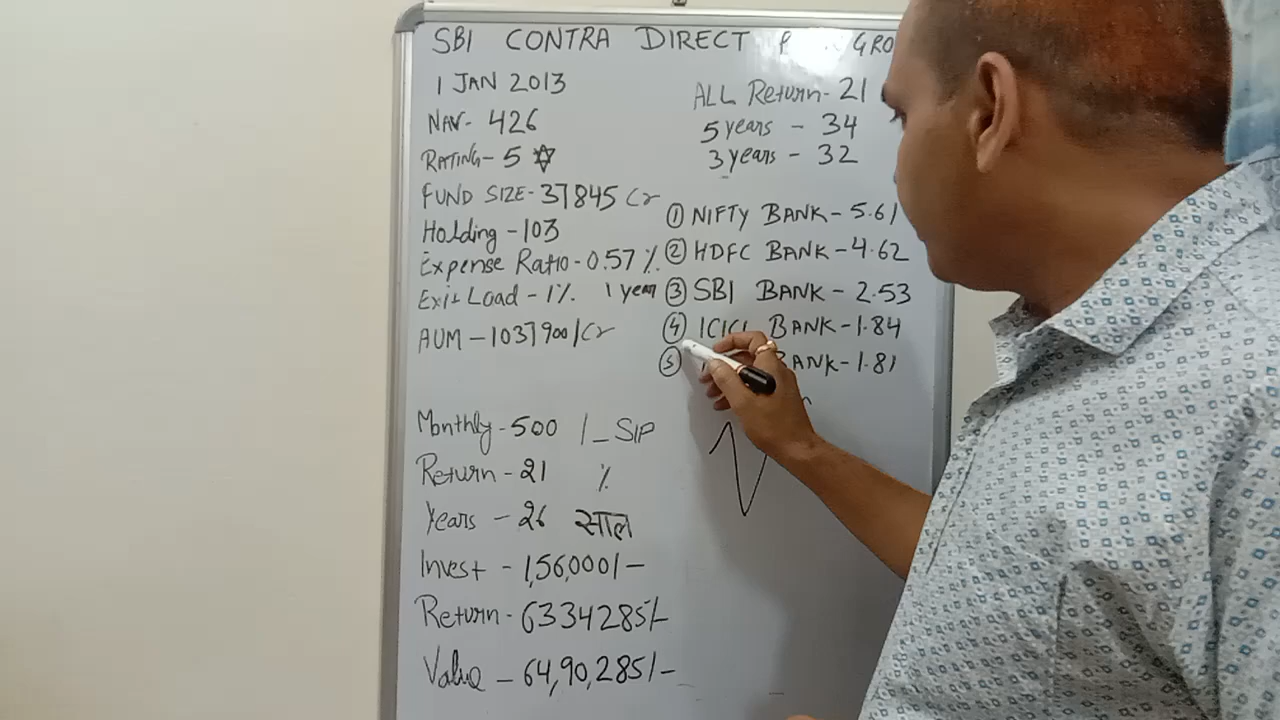 SBI CONTRA DIRECT P GRO
1 JAN 2013
NAV- 426
RATING- 5
FUND SIZE- 37845 Cr
Holding - 103
Expense Ratio - 0.57 %.
Exit Load - 1%. 1 year
AUM - 1037900/Cr
ALL Return- 21
5 years - 34
3 years - 32
① NIFTY BANK - 5.61
② HDFC BANK - 4.62
③ SBI BANK - 2.53
④ ICICI BANK - 1.84
⑤ BANK - 1.81
Monthly - 500 /_ SIP
Return - 21 %
Years - 26 साल
Invest - 1,56,000/-
Return - 6334285/-
Value - 64,90,285/-